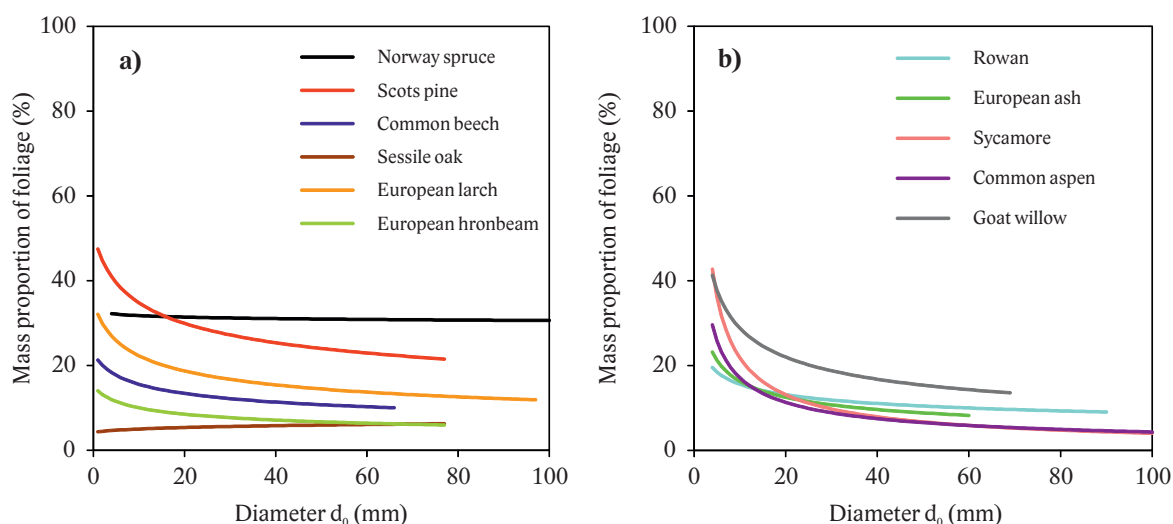 a)
Norway spruce
Scots pine
Common beech
Sessile oak
European larch
European hronbeam
Mass proportion of foliage (%)
100
80
60
40
20
0
0 20 40 60 80 100
Diameter d₀ (mm)
b)
Rowan
European ash
Sycamore
Common aspen
Goat willow
Mass proportion of foliage (%)
100
80
60
40
20
0
0 20 40 60 80 100
Diameter d₀ (mm)